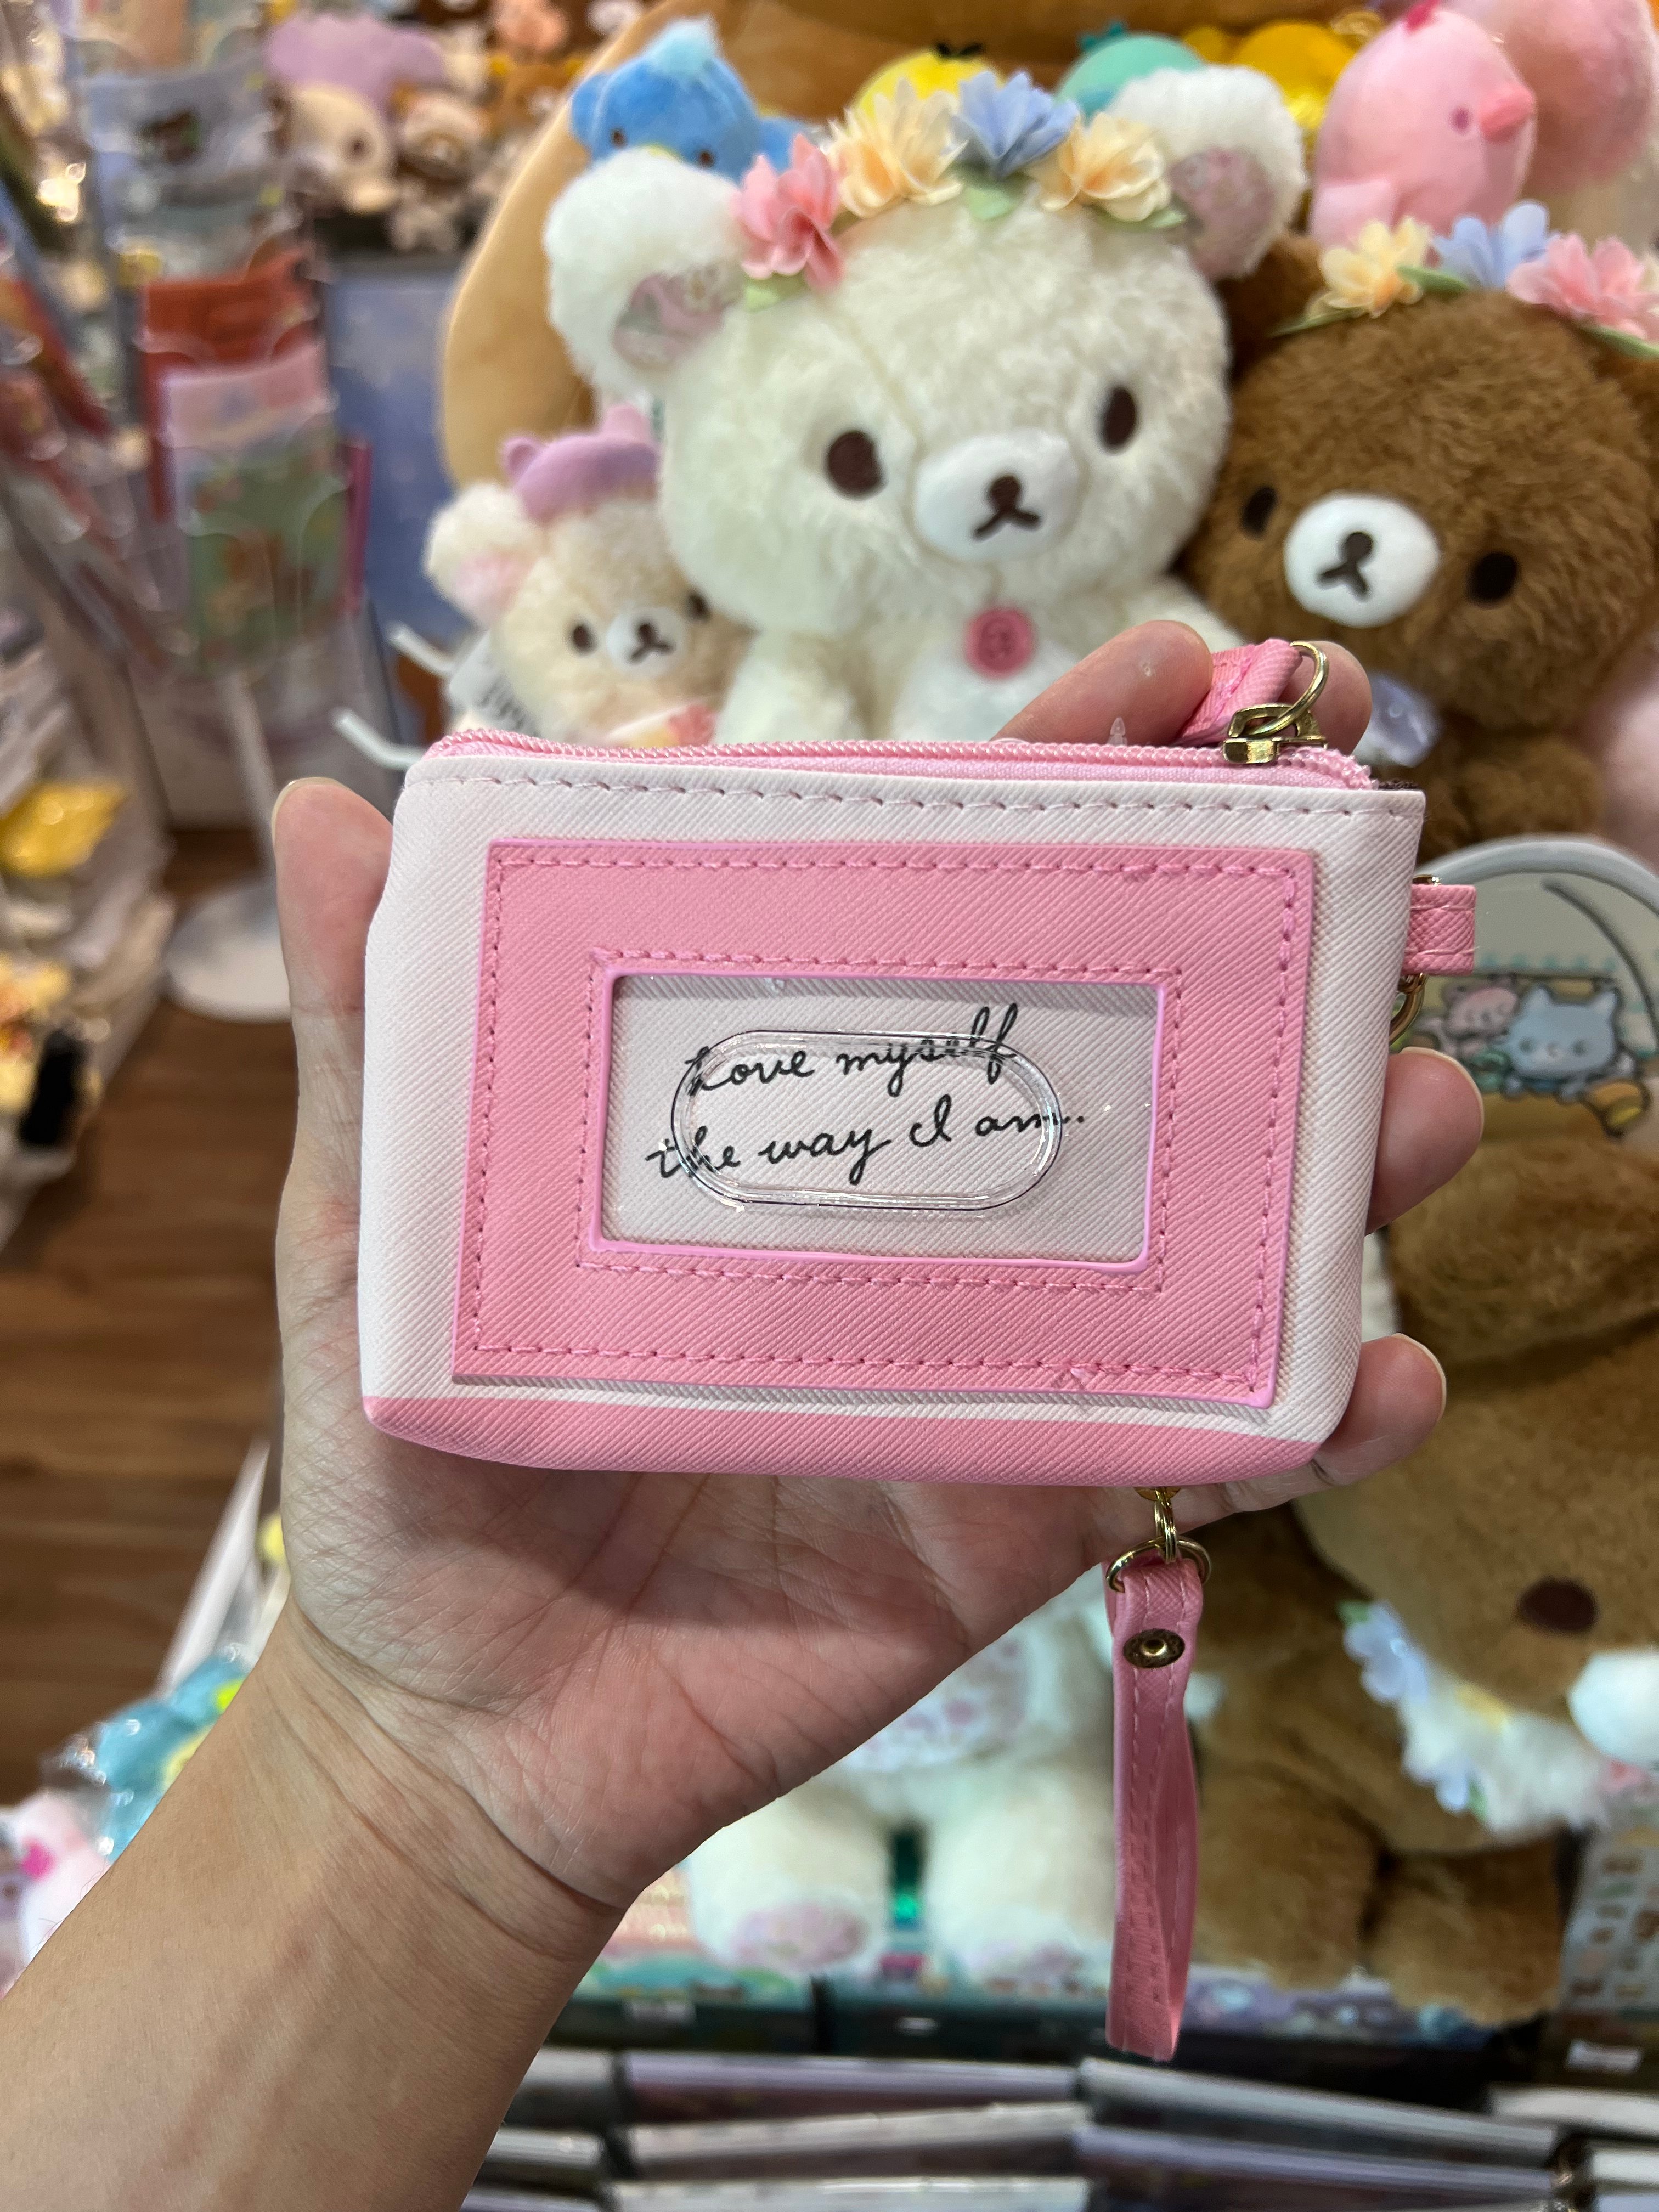 Love myself
the way I am..